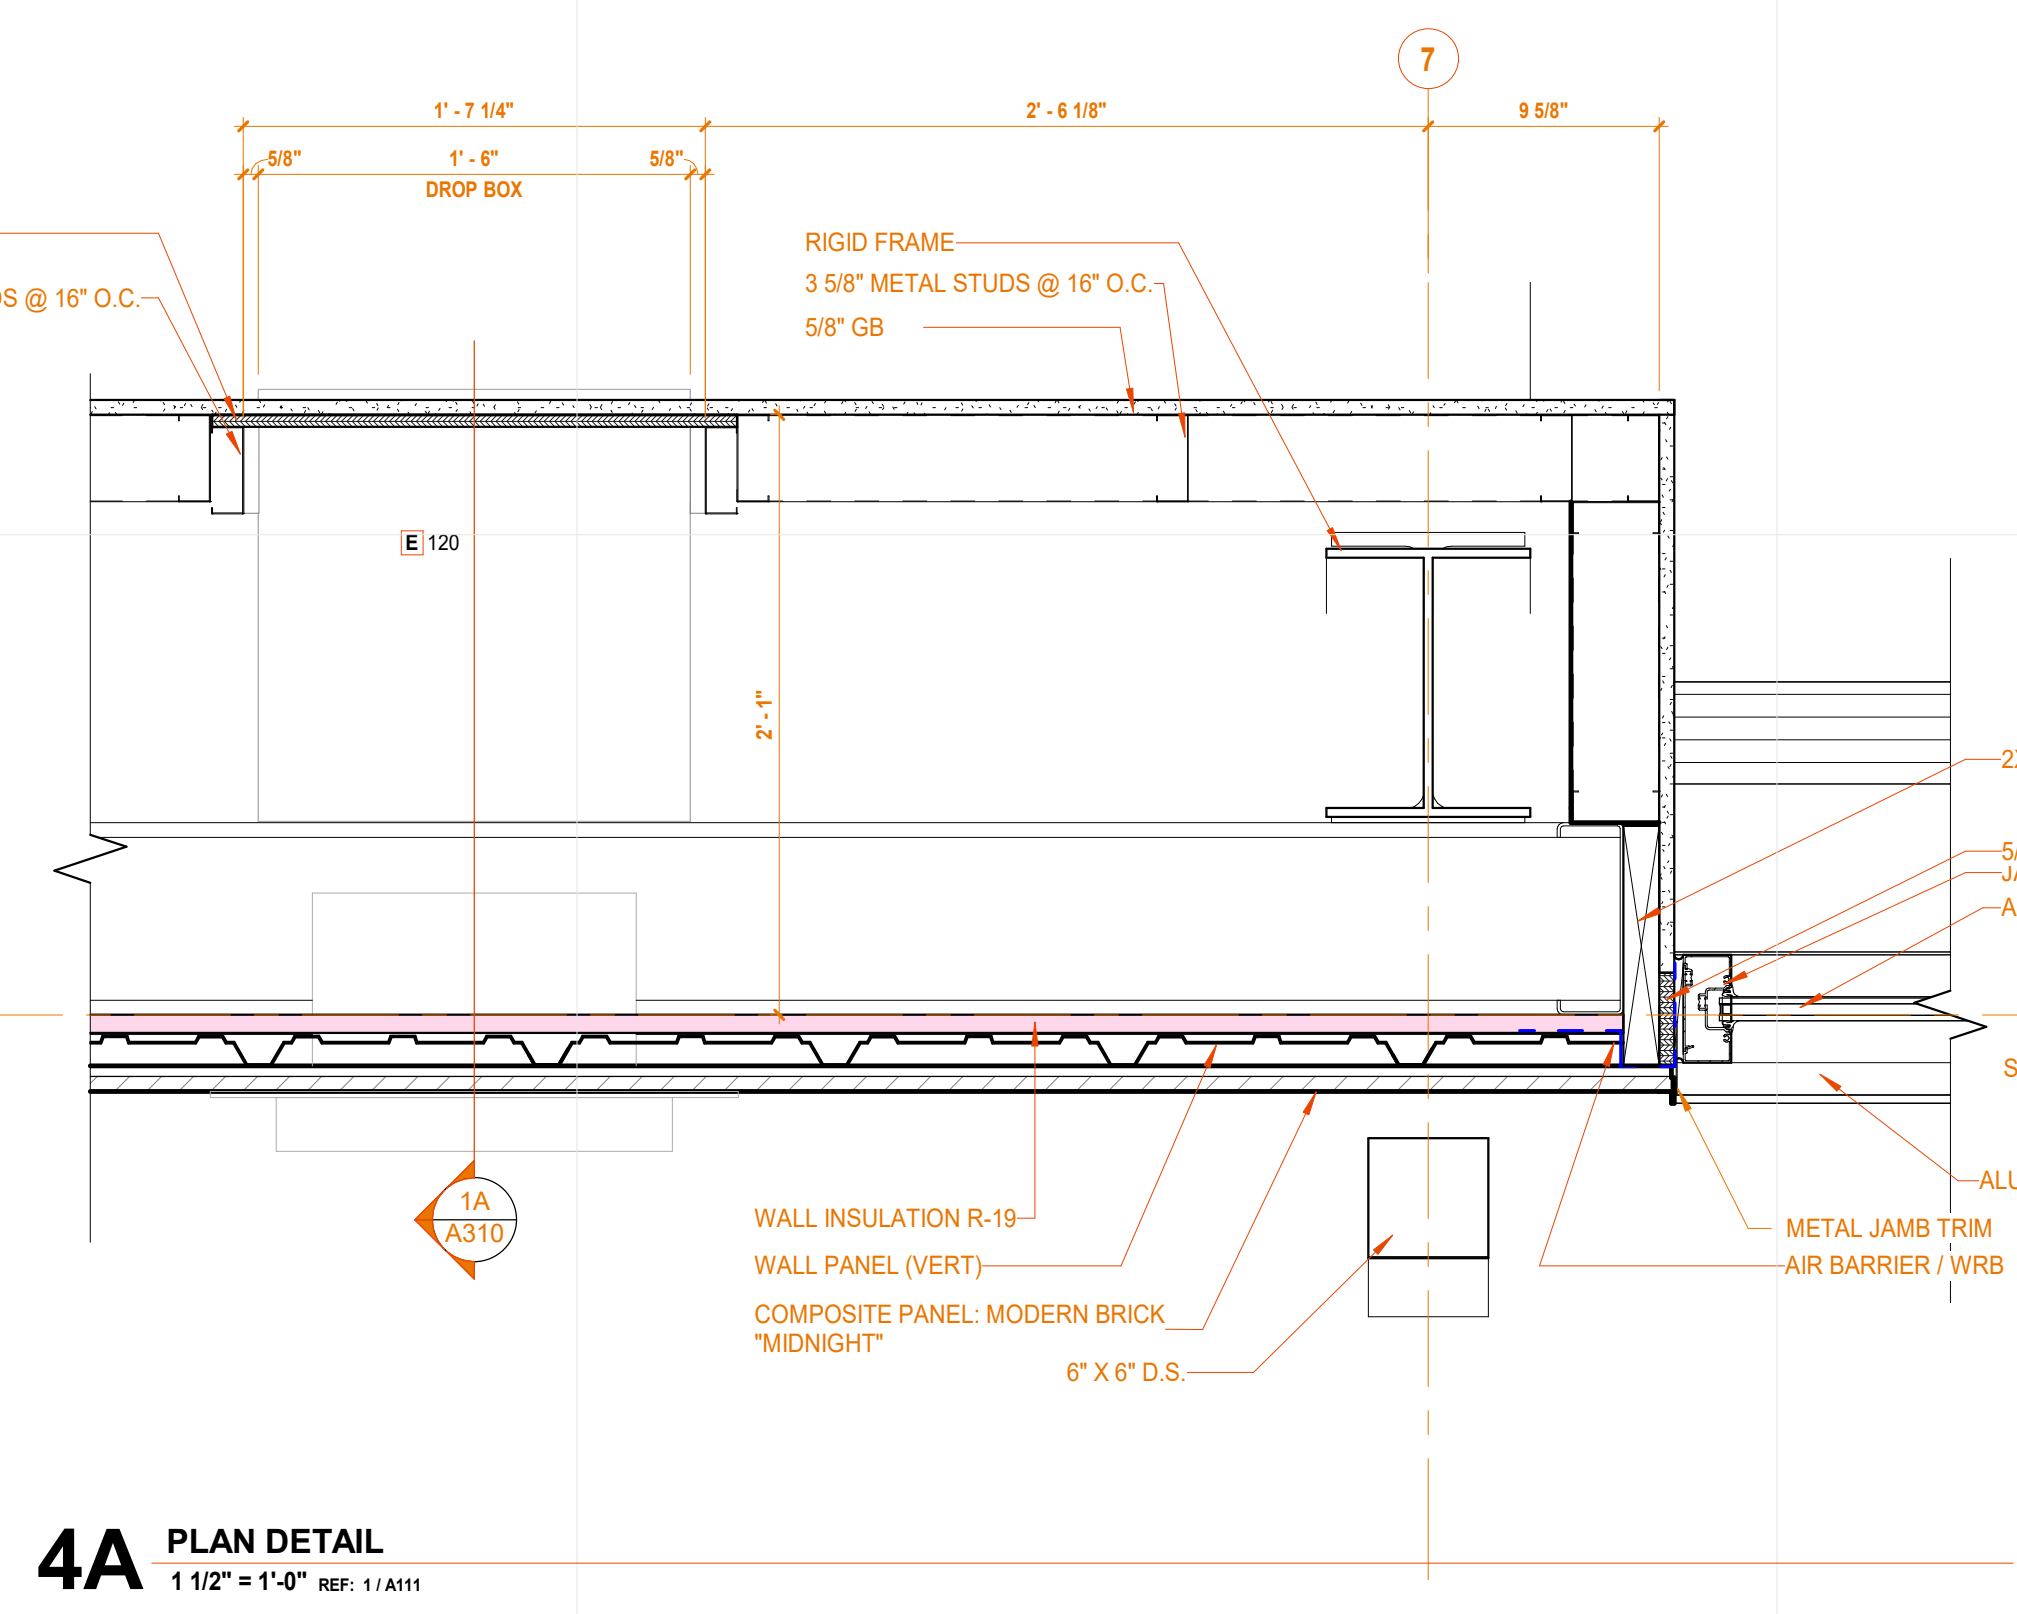 7
1' - 7 1/4"
2' - 6 1/8"
9 5/8"
5/8"
1' - 6"
5/8"
DROP BOX
RIGID FRAME
@ 16" O.C.
3 5/8" METAL STUDS @ 16" O.C.
5/8" GB
E 120
2' - 1"
1A
A310
WALL INSULATION R-19
WALL PANEL (VERT)
COMPOSITE PANEL: MODERN BRICK
"MIDNIGHT"
6" X 6" D.S.
METAL JAMB TRIM
AIR BARRIER / WRB
4A PLAN DETAIL
1 1/2" = 1'-0" REF: 1 / A111